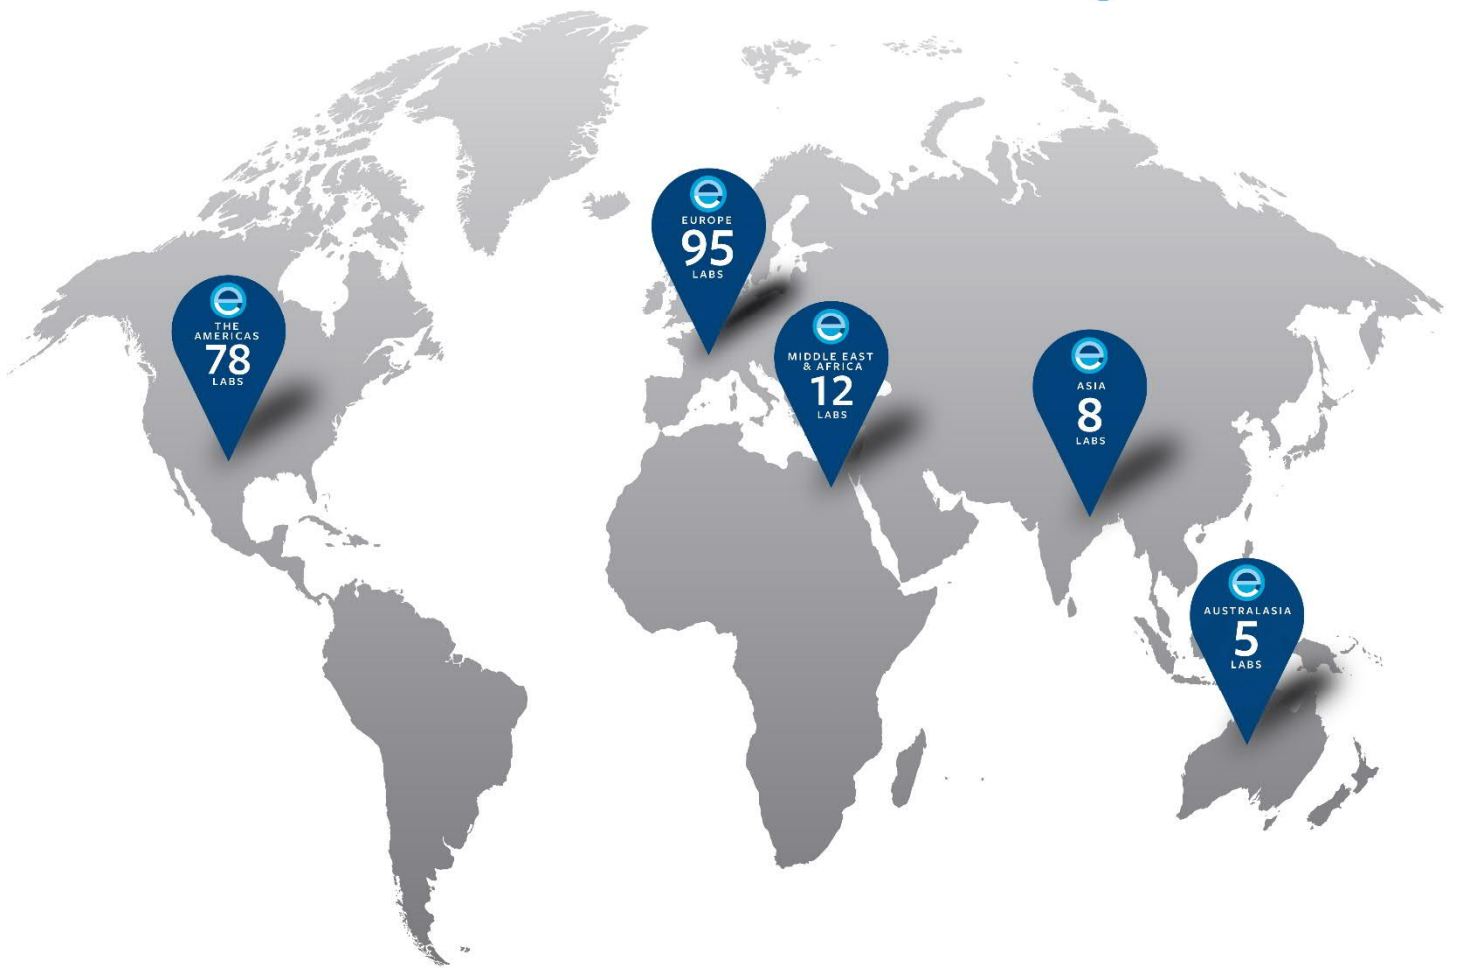 EUROPE
95
LABS
THE
AMERICAS
78
LABS
MIDDLE EAST
& AFRICA
12
LABS
ASIA
8
LABS
AUSTRALASIA
5
LABS